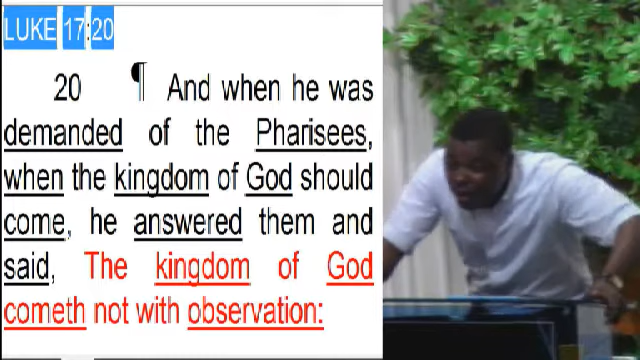 LUKE 17:20
20 ¶ And when he was
demanded of the Pharisees,
when the kingdom of God should
come, he answered them and
said, The kingdom of God
cometh not with observation: